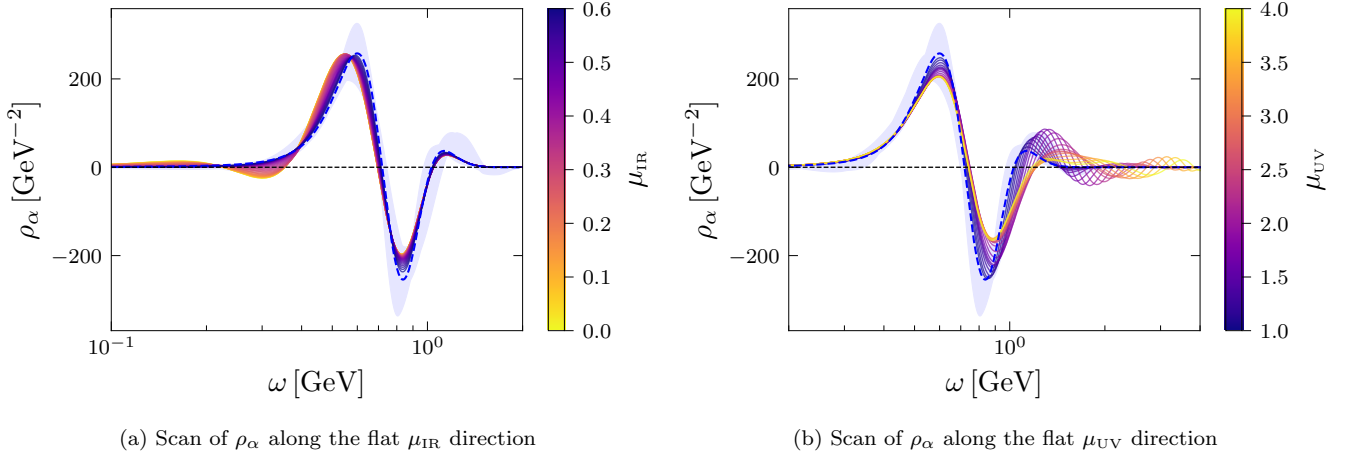 200
0
−200
ρα [GeV−2]
10−1
100
ω [GeV]
0.6
0.5
0.4
0.3
0.2
0.1
0.0
μIR
(a) Scan of ρα along the flat μIR direction
200
0
−200
ρα [GeV−2]
100
ω [GeV]
4.0
3.5
3.0
2.5
2.0
1.5
1.0
μUV
(b) Scan of ρα along the flat μUV direction